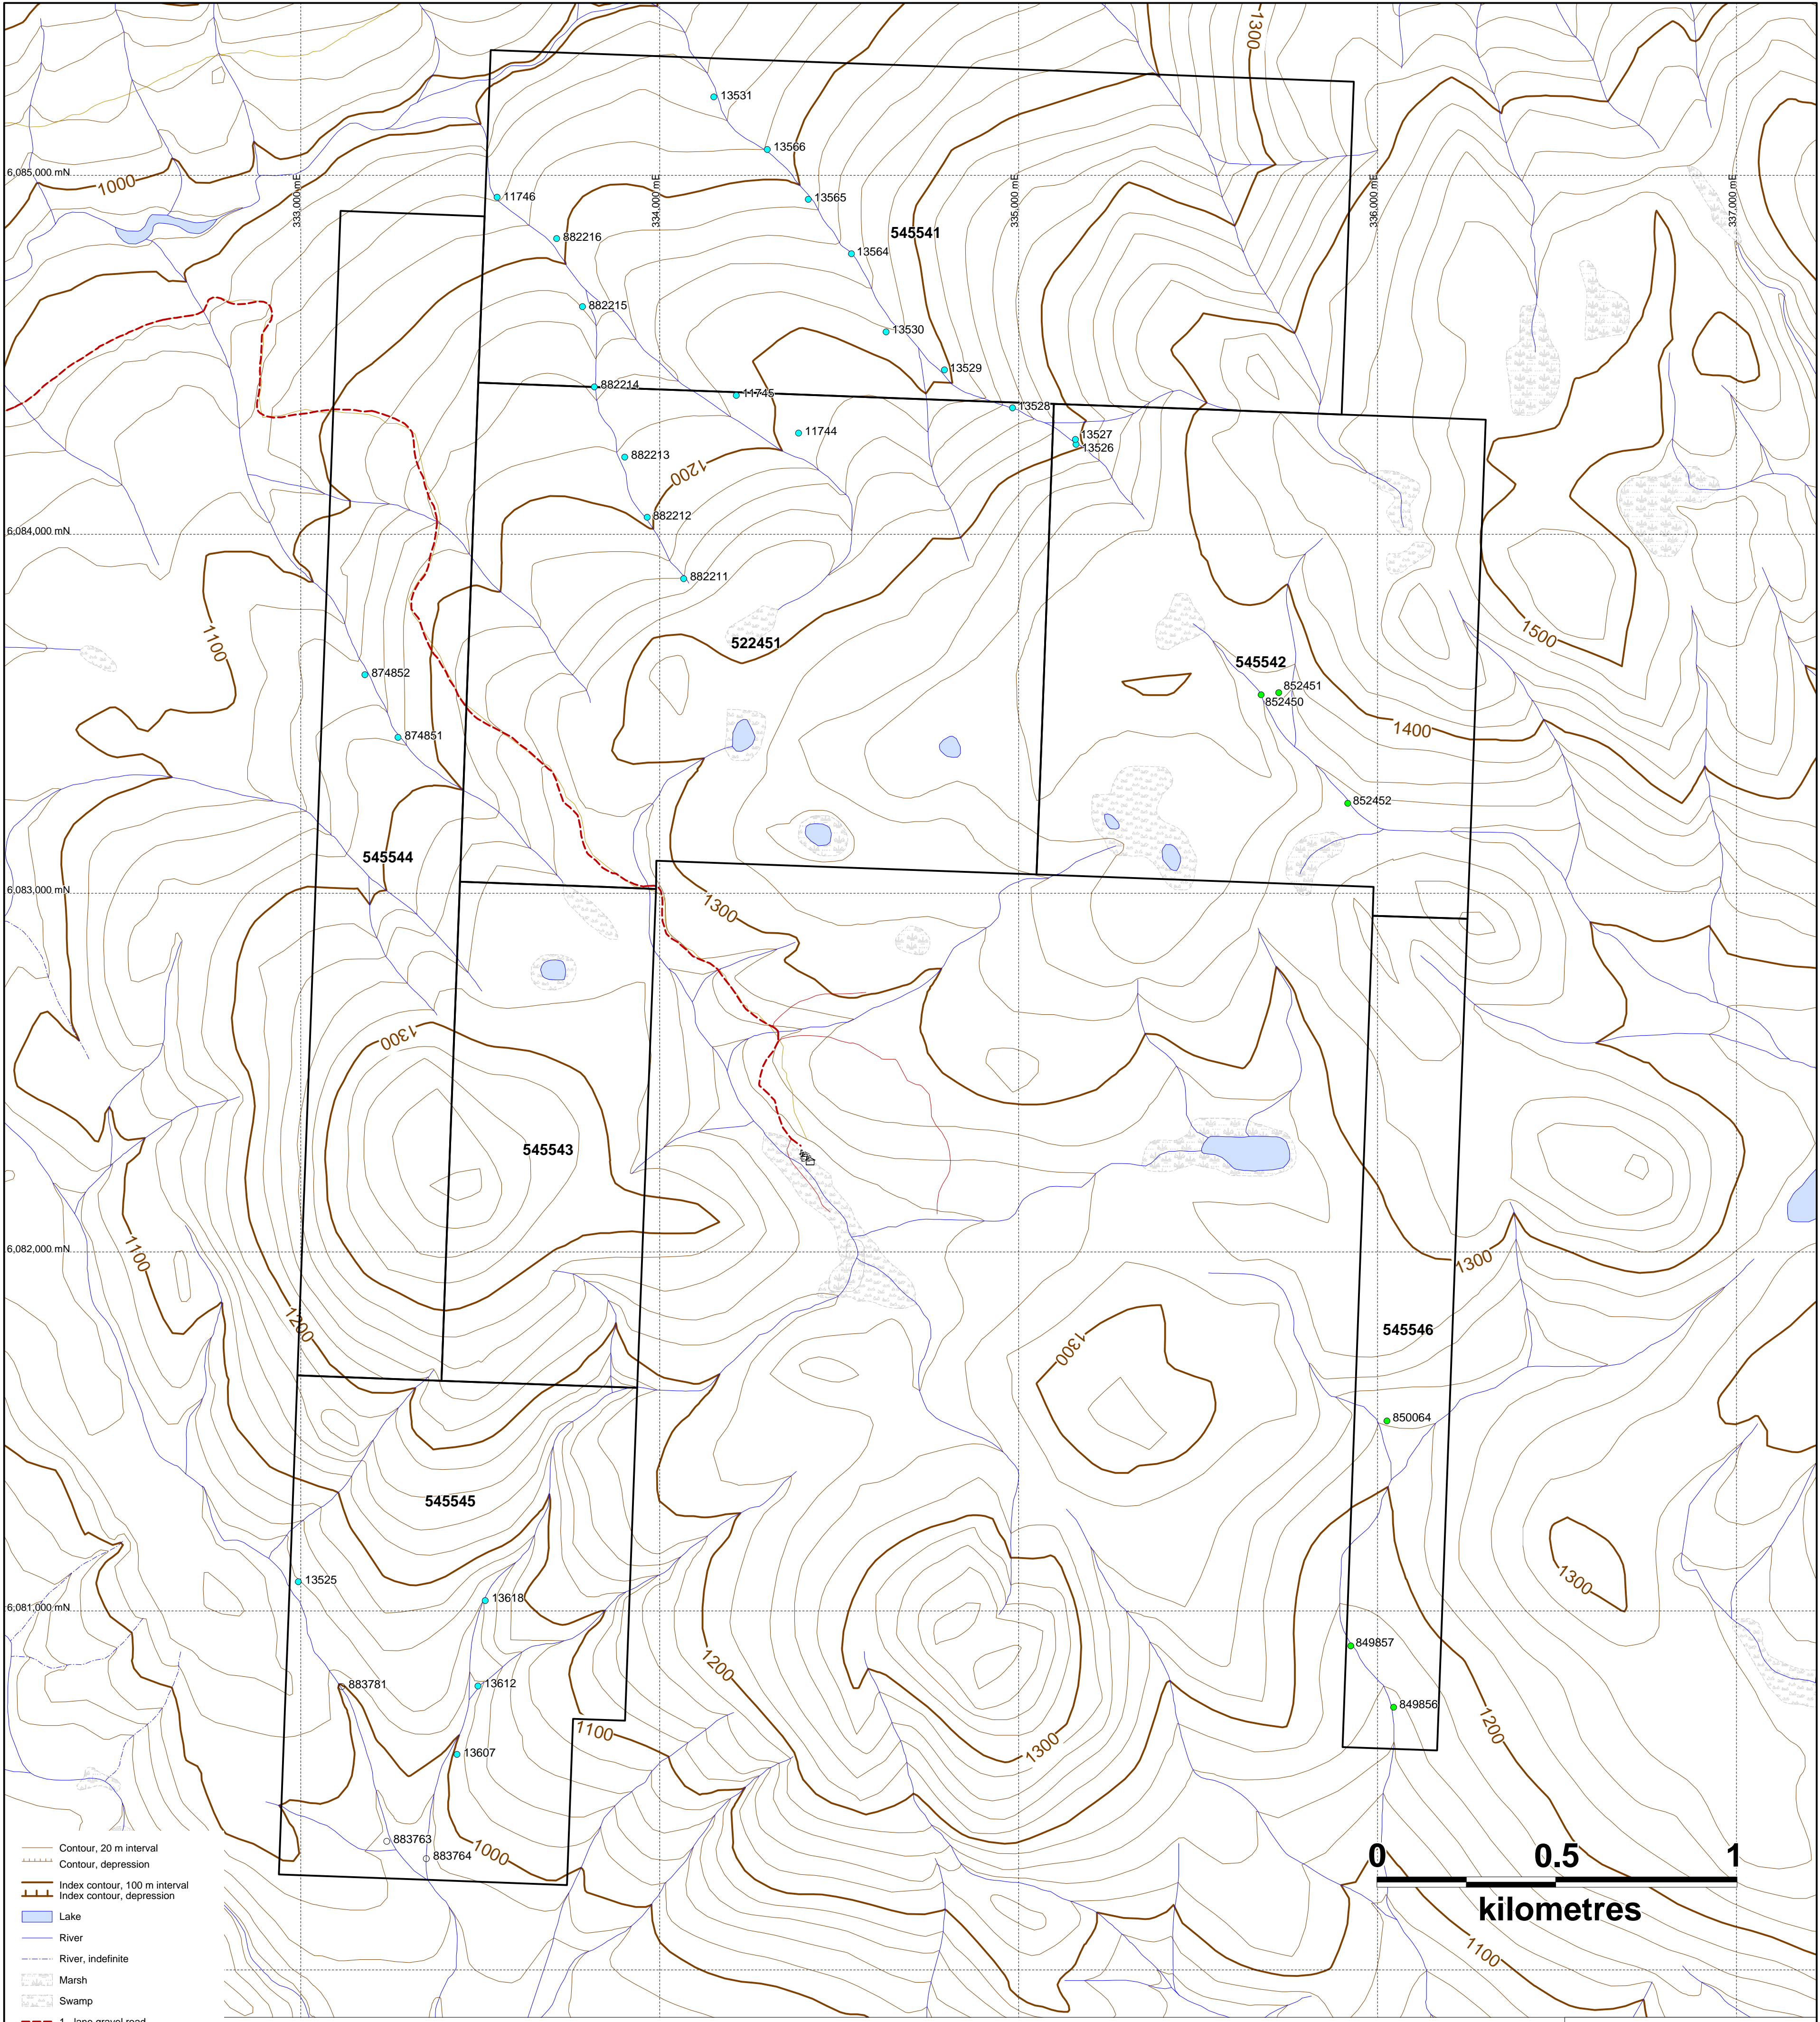 1300
13531
13566
6,085,000 mN
1000
333,000 mE
334,000 mE
335,000 mE
336,000 mE
337,000 mE
11746
13565
882216
545541
13564
882215
13530
13529
882214
11745
13528
11744
13527
13526
882213
1200
882212
6,084,000 mN
882211
1100
522451
1500
545542
874852
852451
852450
1400
874851
852452
545544
6,083,000 mN
1300
1300
545543
6,082,000 mN
1100
1300
1200
545546
1300
850064
545545
1300
13525
13618
6,081,000 mN
849857
1200
883781
13612
849856
1200
1100
1300
13607
883763
883764
1000
Contour, 20 m interval
Contour, depression
Index contour, 100 m interval
Index contour, depression
Lake
River
River, indefinite
Marsh
Swamp
0 0.5 1
kilometres
1100